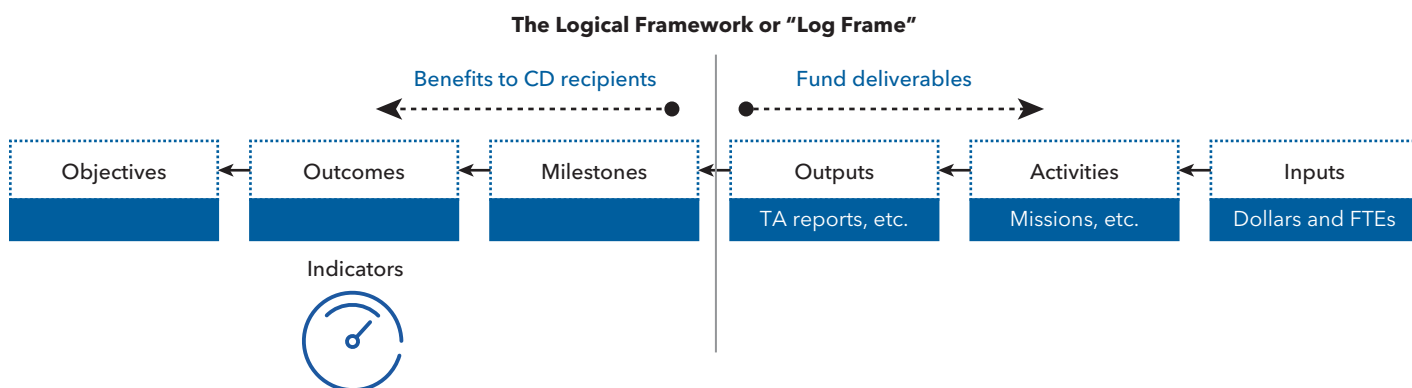 The Logical Framework or “Log Frame”
Benefits to CD recipients
Fund deliverables
Objectives
Outcomes
Milestones
Outputs
Activities
Inputs
TA reports, etc.
Missions, etc.
Dollars and FTEs
Indicators